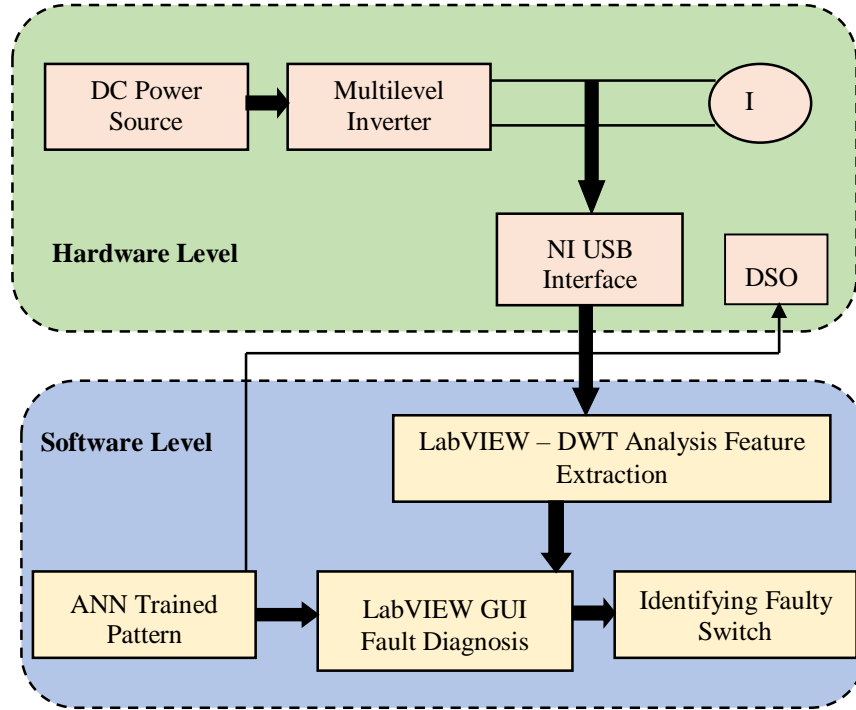 DC Power
Source
Multilevel
Inverter
I
Hardware Level
NI USB
Interface
DSO
Software Level
LabVIEW – DWT Analysis Feature
Extraction
ANN Trained
Pattern
LabVIEW GUI
Fault Diagnosis
Identifying Faulty
Switch